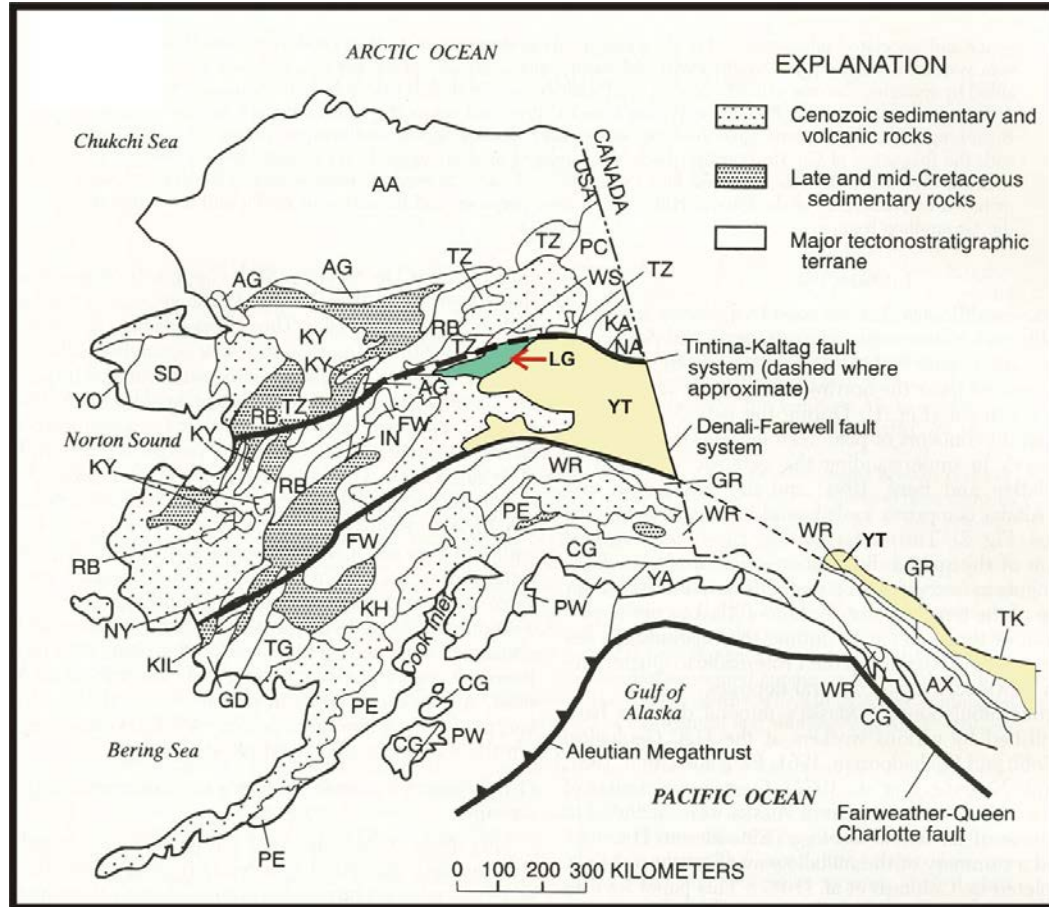 ARCTIC OCEAN
EXPLANATION
Cenozoic sedimentary and
volcanic rocks
Late and mid-Cretaceous
sedimentary rocks
Major tectonostratigraphic
terrane
Chukchi Sea
CANADA
USA
AA
TZ
PC
AG
AG
TZ
WS
TZ
KY
RB
KA
SD
KY
TZ
NA
LG
Tintina-Kaltag fault
system (dashed where
approximate)
YO
RB
TZ
AG
YT
Norton Sound
KY
IN
FW
Denali-Farewell fault
system
KY
RB
WR
GR
PE
WR
WR
YT
RB
FW
CG
GR
YA
NY
KH
Cook Inlet
PW
TK
KIL
TG
GD
PE
CG
Gulf of
Alaska
WR
AX
CG
Bering Sea
CG
PW
Aleutian Megathrust
PACIFIC OCEAN
Fairweather-Queen
Charlotte fault
PE
0 100 200 300 KILOMETERS